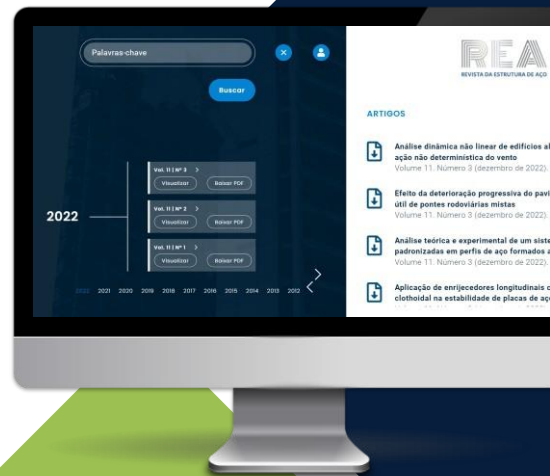 Palavras-chave
Buscar
Vol. 11 | Nº 3
Visualizar
Baixar PDF
Vol. 11 | Nº 2
Visualizar
Baixar PDF
Vol. 11 | Nº 1
Visualizar
Baixar PDF
2022
2022 2021 2020 2019 2018 2017 2016 2015 2014 2013 2012
REA
REVISTA DA ESTRUTURA DE AÇO
ARTIGOS
Análise dinâmica não linear de edifícios al
ação não determinística do vento
Volume 11. Número 3 (dezembro de 2022).
Efeito da deterioração progressiva do pavi
útil de pontes rodoviárias mistas
Volume 11. Número 3 (dezembro de 2022).
Análise teórica e experimental de um siste
padronizadas em perfis de aço formados a
Volume 11. Número 3 (dezembro de 2022).
Aplicação de enrijecedores longitudinais c
clothoidal na estabilidade de placas de aço